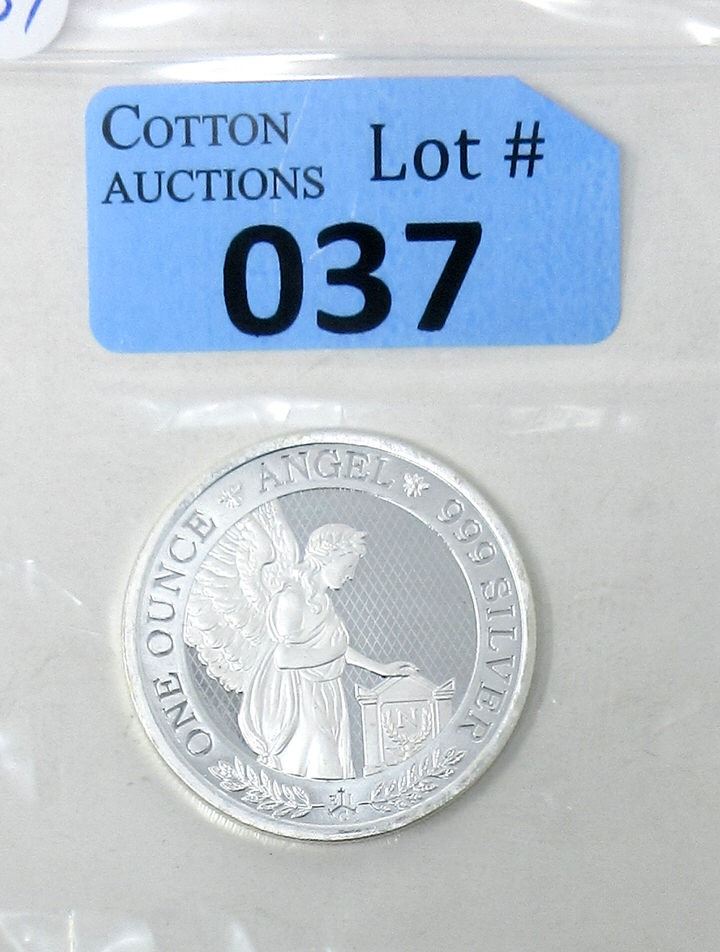 COTTON
AUCTIONS
Lot #
037
ONE OUNCE ANGEL 999 SILVER
N